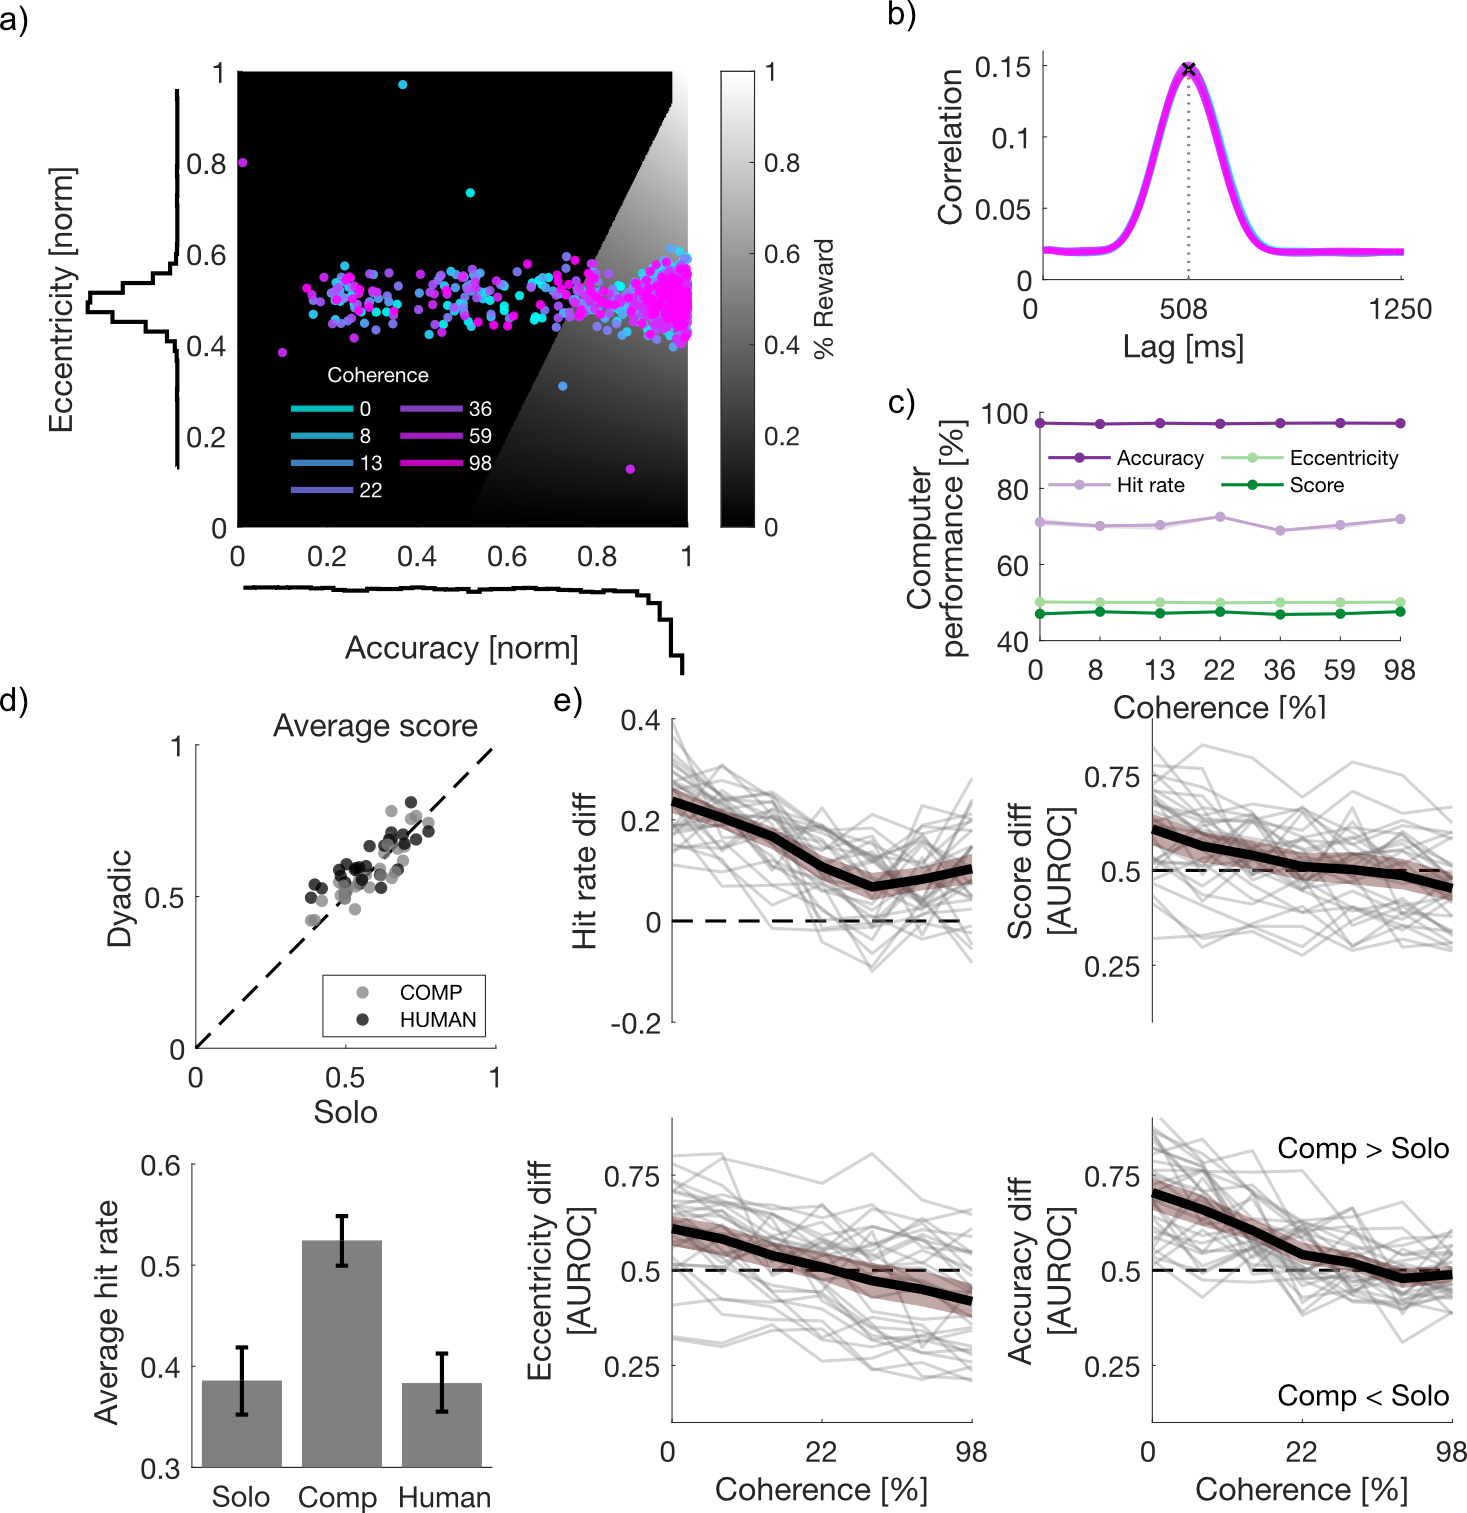 a)
Eccentricity [norm]
1
0.8
0.6
0.4
0.2
0
0 0.2 0.4 0.6 0.8 1
Accuracy [norm]
Coherence
0 36
8 59
13 98
22
1
0.8
0.6
0.4
0.2
0
% Reward
b)
Correlation
0.15
0.1
0.05
0
0 508 1250
Lag [ms]
c)
Computer
performance [%]
100
80
60
40
Accuracy Eccentricity
Hit rate Score
0 8 13 22 36 59 98
Coherence [%]
d)
Average score
Dyadic
1
0.5
0
COMP
HUMAN
0 0.5 1
Solo
Average hit rate
0.6
0.5
0.4
0.3
Solo Comp Human
e)
Hit rate diff
0.4
0.2
0
-0.2
Score diff
[AUROC]
0.75
0.5
0.25
Eccentricity diff
[AUROC]
0.75
0.5
0.25
0 22 98
Coherence [%]
Accuracy diff
[AUROC]
0.75
0.5
0.25
Comp > Solo
Comp < Solo
0 22 98
Coherence [%]